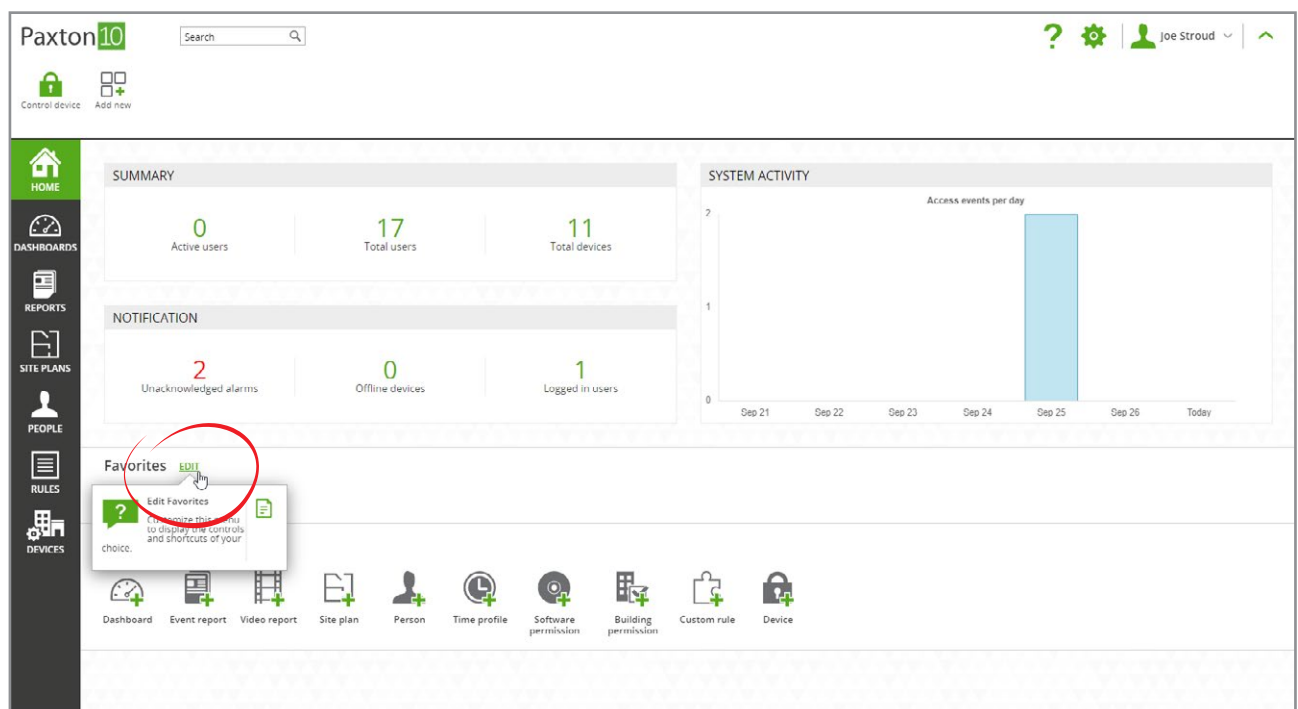 Paxton10
Search
Joe Stroud
Control device
Add new
HOME
DASHBOARDS
REPORTS
SITE PLANS
PEOPLE
RULES
DEVICES
SUMMARY
0
Active users
17
Total users
11
Total devices
NOTIFICATION
2
Unacknowledged alarms
0
Offline devices
1
Logged in users
SYSTEM ACTIVITY
Access events per day
2
1
0
Sep 21
Sep 22
Sep 23
Sep 24
Sep 25
Sep 26
Today
Favorites EDIT
?
Edit Favorites
Customize this menu
to display the controls
and shortcuts of your
choice.
Dashboard
Event report
Video report
Site plan
Person
Time profile
Software
permission
Building
permission
Custom rule
Device